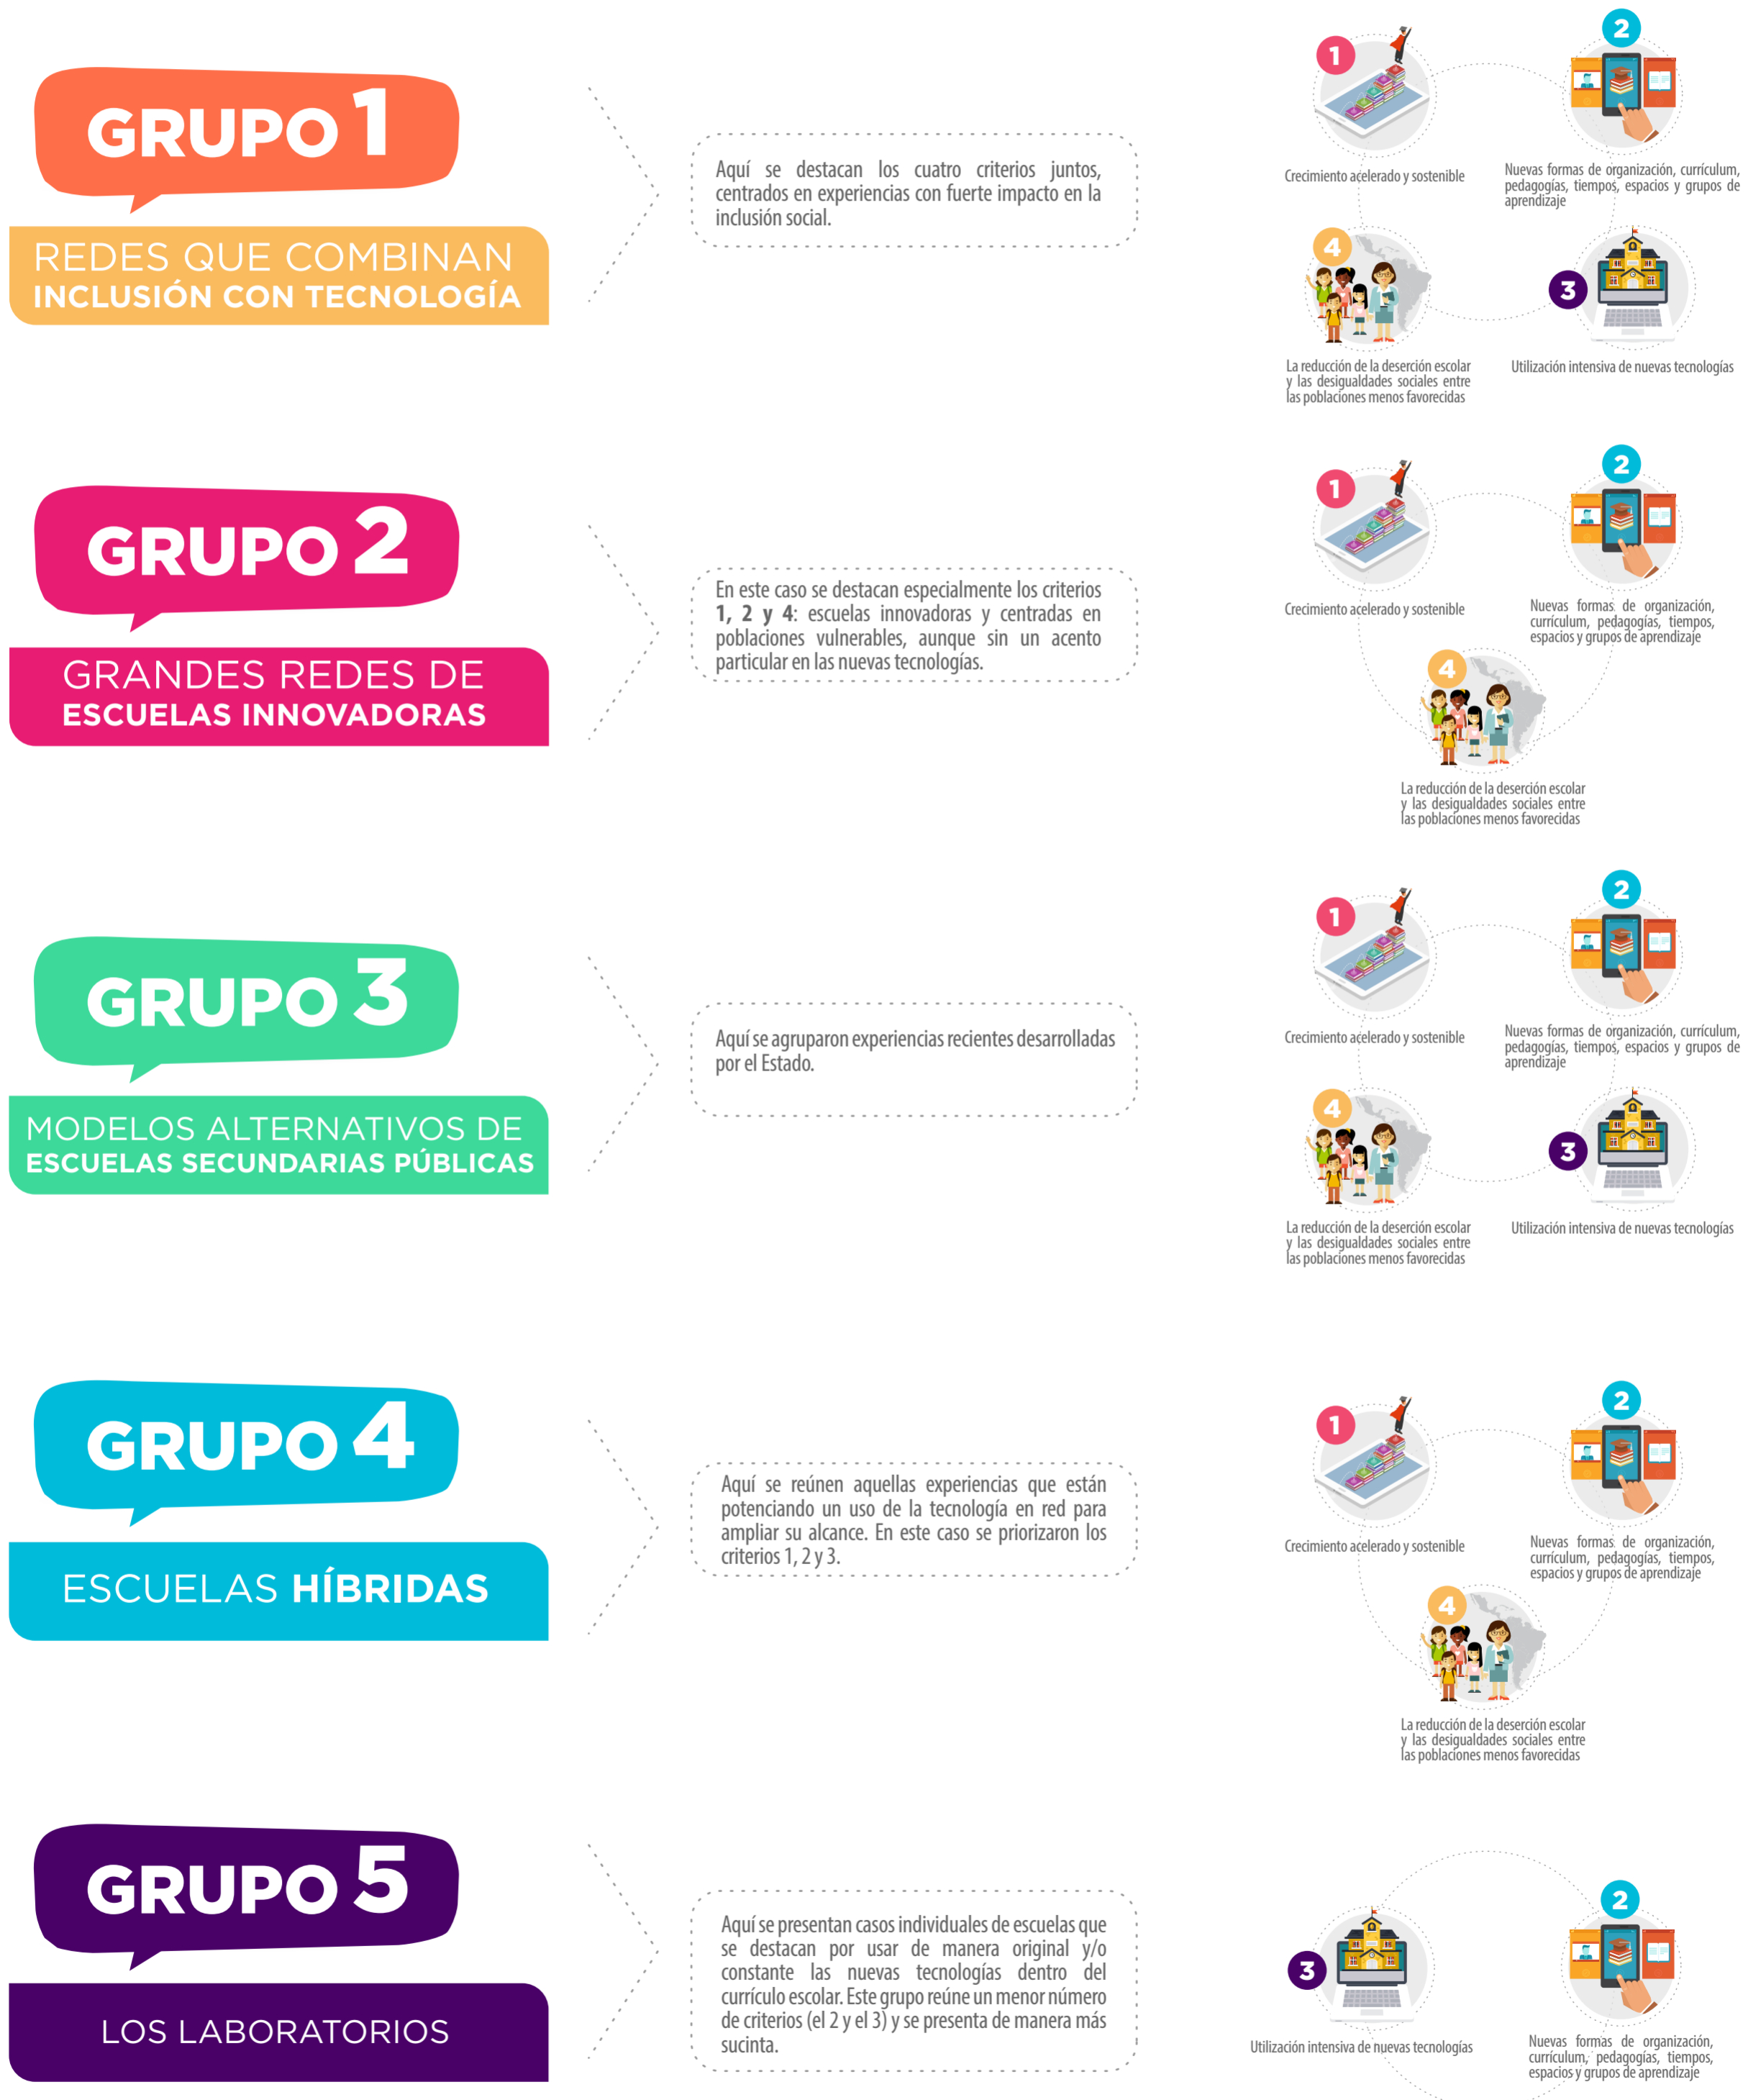 GRUPO 1
REDES QUE COMBINAN
INCLUSIÓN CON TECNOLOGÍA
Aquí se destacan los cuatro criterios juntos,
centrados en experiencias con fuerte impacto en la
inclusión social.
1
Crecimiento acelerado y sostenible
2
Nuevas formas de organización, currículum,
pedagogías, tiempos, espacios y grupos de
aprendizaje
4
La reducción de la deserción escolar
y las desigualdades sociales entre
las poblaciones menos favorecidas
3
Utilización intensiva de nuevas tecnologías
GRUPO 2
GRANDES REDES DE
ESCUELAS INNOVADORAS
En este caso se destacan especialmente los criterios
1, 2 y 4: escuelas innovadoras y centradas en
poblaciones vulnerables, aunque sin un acento
particular en las nuevas tecnologías.
1
Crecimiento acelerado y sostenible
2
Nuevas formas de organización,
currículum, pedagogías, tiempos,
espacios y grupos de aprendizaje
4
La reducción de la deserción escolar
y las desigualdades sociales entre
las poblaciones menos favorecidas
GRUPO 3
MODELOS ALTERNATIVOS DE
ESCUELAS SECUNDARIAS PÚBLICAS
Aquí se agruparon experiencias recientes desarrolladas
por el Estado.
1
Crecimiento acelerado y sostenible
2
Nuevas formas de organización, currículum,
pedagogías, tiempos, espacios y grupos de
aprendizaje
4
La reducción de la deserción escolar
y las desigualdades sociales entre
las poblaciones menos favorecidas
3
Utilización intensiva de nuevas tecnologías
GRUPO 4
ESCUELAS HÍBRIDAS
Aquí se reúnen aquellas experiencias que están
potenciando un uso de la tecnología en red para
ampliar su alcance. En este caso se priorizaron los
criterios 1, 2 y 3.
1
Crecimiento acelerado y sostenible
2
Nuevas formas de organización,
currículum, pedagogías, tiempos,
espacios y grupos de aprendizaje
4
La reducción de la deserción escolar
y las desigualdades sociales entre
las poblaciones menos favorecidas
GRUPO 5
LOS LABORATORIOS
Aquí se presentan casos individuales de escuelas que
se destacan por usar de manera original y/o
constante las nuevas tecnologías dentro del
currículo escolar. Este grupo reúne un menor número
de criterios (el 2 y el 3) y se presenta de manera más
sucinta.
3
Utilización intensiva de nuevas tecnologías
2
Nuevas formas de organización,
currículum, pedagogías, tiempos,
espacios y grupos de aprendizaje